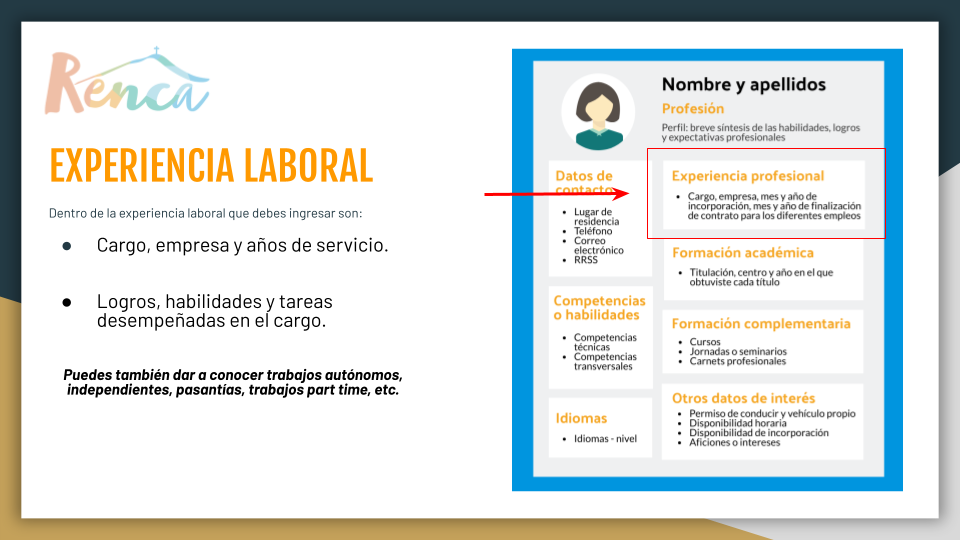 Renca
EXPERIENCIA LABORAL
Dentro de la experiencia laboral que debes ingresar son:
● Cargo, empresa y años de servicio.
● Logros, habilidades y tareas
desempeñadas en el cargo.
Puedes también dar a conocer trabajos autónomos,
independientes, pasantías, trabajos part time, etc.
Nombre y apellidos
Profesión
Perfil: breve síntesis de las habilidades, logros
y expectativas profesionales
Datos de
contacto
• Lugar de
residencia
• Teléfono
• Correo
electrónico
• RRSS
Competencias
o habilidades
• Competencias
técnicas
• Competencias
transversales
Idiomas
• Idiomas - nivel
Experiencia profesional
• Cargo, empresa, mes y año de
incorporación, mes y año de finalización
de contrato para los diferentes empleos
Formación académica
• Titulación, centro y año en el que
obtuviste cada título
Formación complementaria
• Cursos
• Jornadas o seminarios
• Carnets profesionales
Otros datos de interés
• Permiso de conducir y vehículo propio
• Disponibilidad horaria
• Disponibilidad de incorporación
• Aficiones o intereses